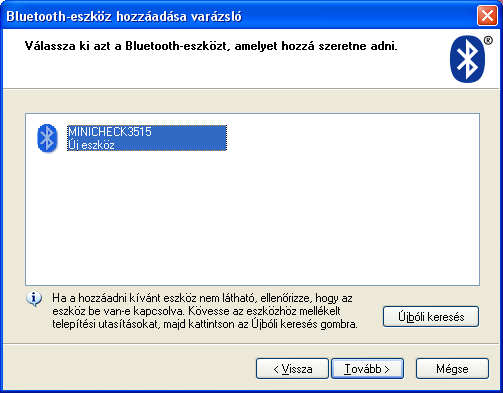 Bluetooth-eszköz hozzáadása varázsló
Válassza ki azt a Bluetooth-eszközt, amelyet hozzá szeretne adni.
®
MINICHECK3515
Új eszköz
Ha a hozzáadni kívánt eszköz nem látható, ellenőrizze, hogy az
eszköz be van-e kapcsolva. Kövesse az eszközhöz mellékelt
telepítési utasításokat, majd kattintson az Újbóli keresés gombra.
Újbóli keresés
< Vissza
Tovább >
Mégse